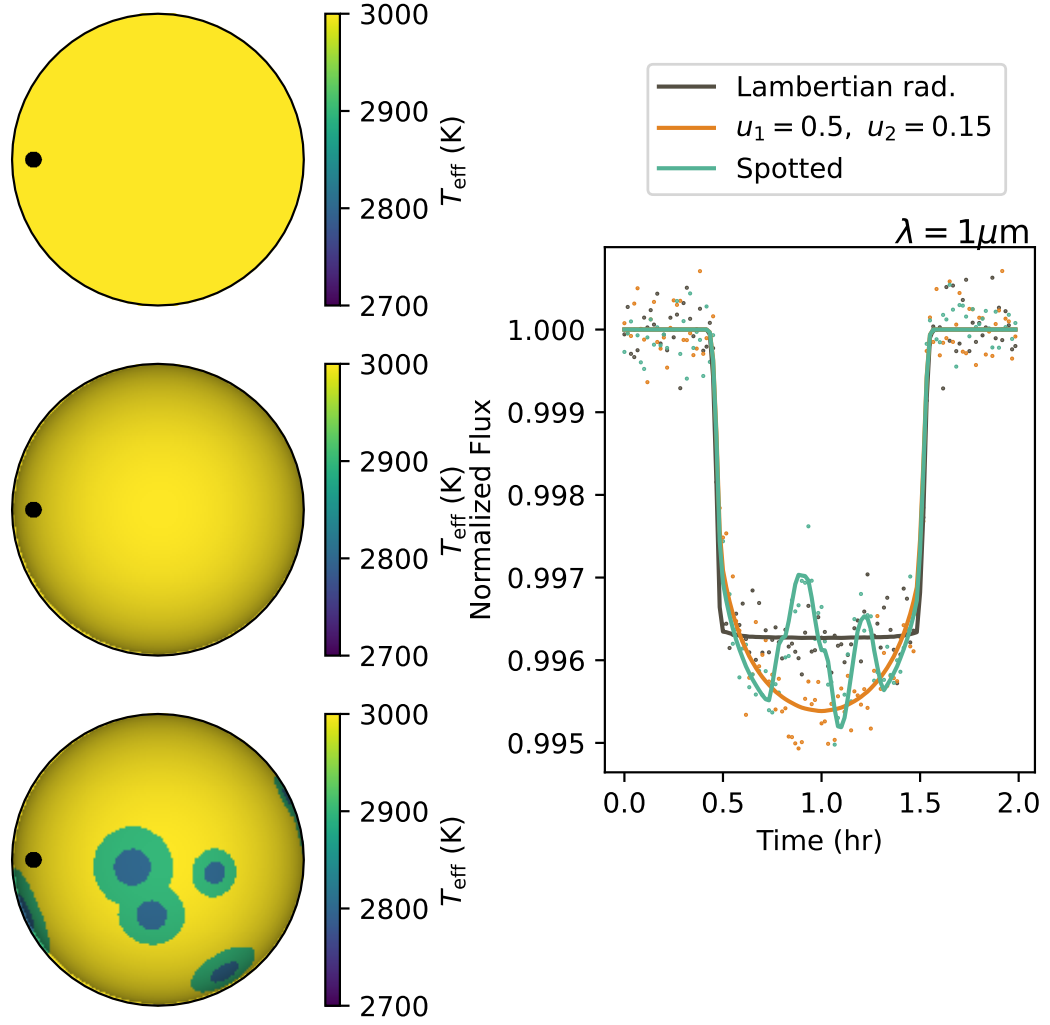 3000
2900
2800
2700
T_eff (K)
3000
2900
2800
2700
T_eff (K)
3000
2900
2800
2700
T_eff (K)
Lambertian rad.
u₁ = 0.5, u₂ = 0.15
Spotted
λ = 1μm
1.000
0.999
0.998
0.997
0.996
0.995
Normalized Flux
0.0 0.5 1.0 1.5 2.0
Time (hr)